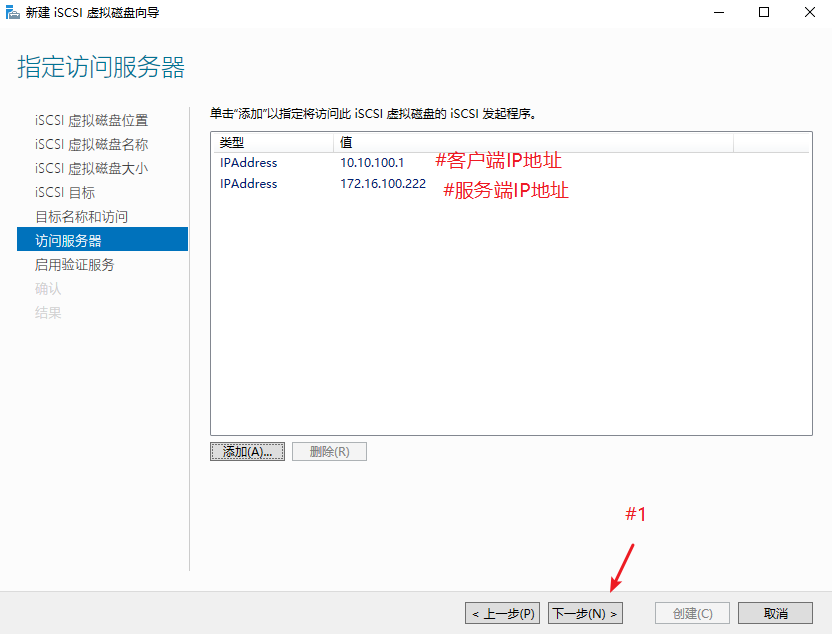 新建 iSCSI 虚拟磁盘向导
指定访问服务器
iSCSI 虚拟磁盘位置
iSCSI 虚拟磁盘名称
iSCSI 虚拟磁盘大小
iSCSI 目标
目标名称和访问
访问服务器
启用验证服务
确认
结果
单击“添加”以指定将访问此 iSCSI 虚拟磁盘的 iSCSI 发起程序。
类型 值
IPAddress 10.10.100.1 #客户端IP地址
IPAddress 172.16.100.222 #服务端IP地址
添加(A)... 删除(R)
#1
< 上一步(P) 下一步(N) > 创建(C) 取消